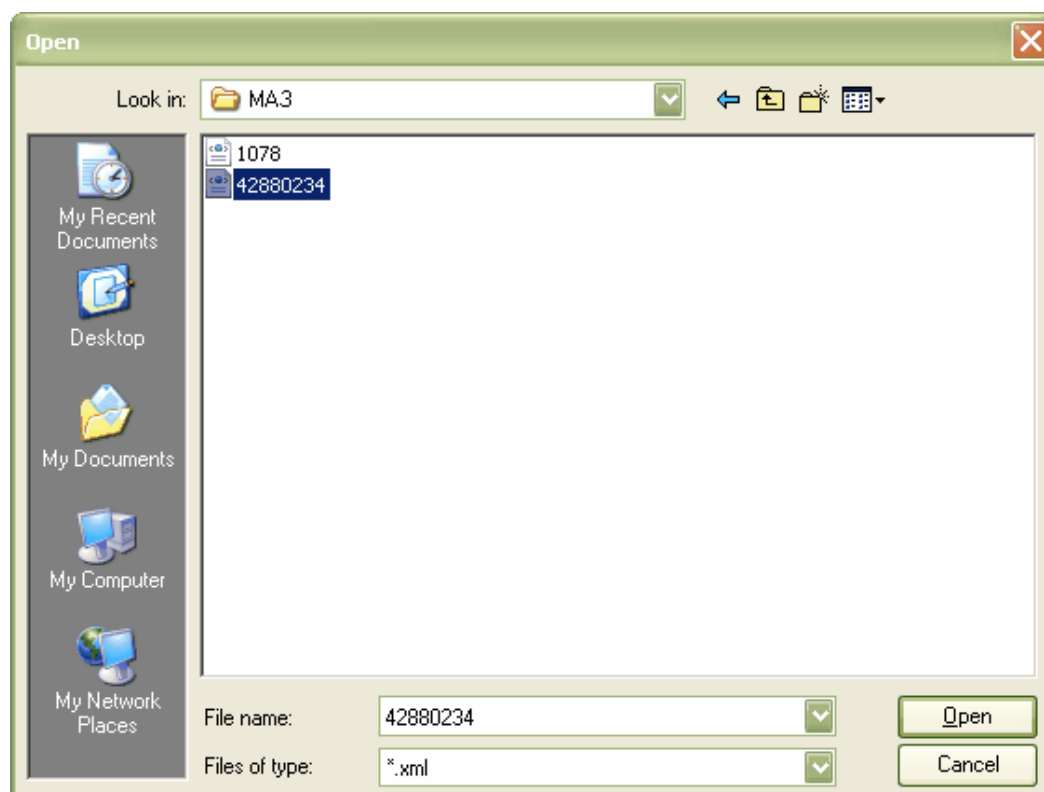 Open
Look in: MA3
1078
42880234
My Recent
Documents
Desktop
My Documents
My Computer
My Network
Places
File name: 42880234 Open
Files of type: *.xml Cancel